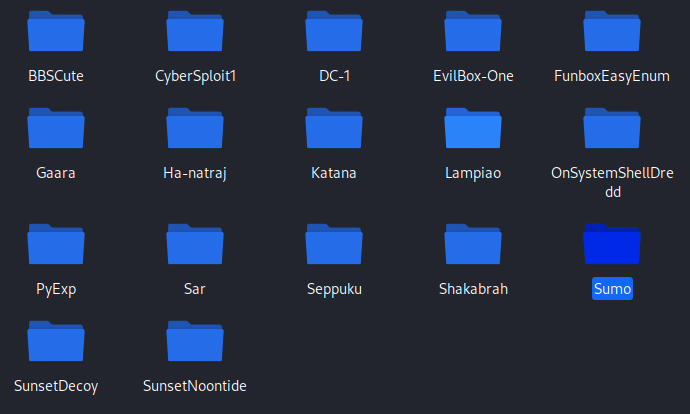 BBSCute
CyberSploit1
DC-1
EvilBox-One
FunboxEasyEnum
Gaara
Ha-natraj
Katana
Lampiao
OnSystemShellDre
dd
PyExp
Sar
Seppuku
Shakabrah
Sumo
SunsetDecoy
SunsetNoontide